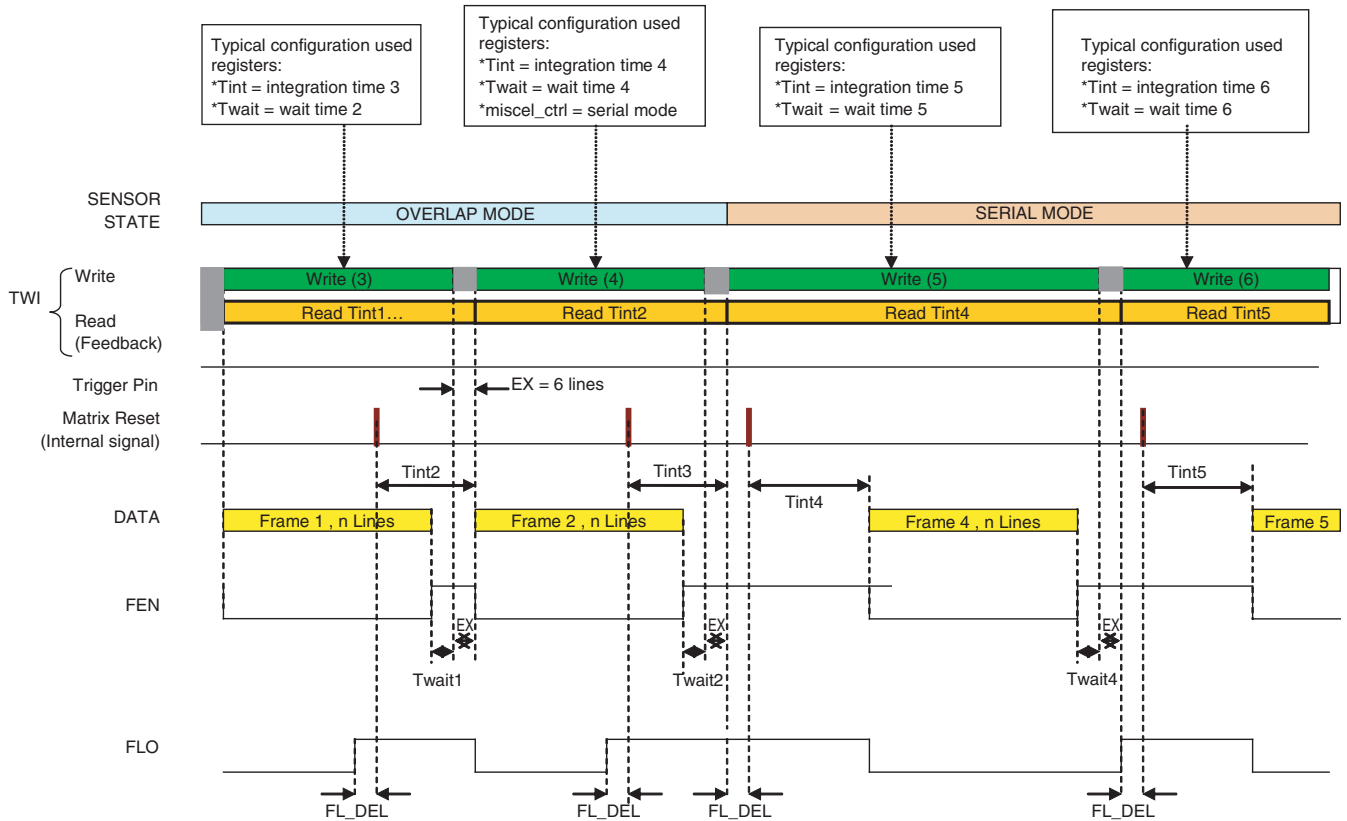 Typical configuration used
registers:
*Tint = integration time 3
*Twait = wait time 2
Typical configuration used
registers:
*Tint = integration time 4
*Twait = wait time 4
*miscel_ctrl = serial mode
Typical configuration used
registers:
*Tint = integration time 5
*Twait = wait time 5
Typical configuration used
registers:
*Tint = integration time 6
*Twait = wait time 6
SENSOR
STATE
OVERLAP MODE
SERIAL MODE
TWI
Write
Write (3)
Write (4)
Write (5)
Write (6)
Read
(Feedback)
Read Tint1...
Read Tint2
Read Tint4
Read Tint5
Trigger Pin
EX = 6 lines
Matrix Reset
(Internal signal)
Tint2
Tint3
Tint4
Tint5
DATA
Frame 1 , n Lines
Frame 2 , n Lines
Frame 4 , n Lines
Frame 5
FEN
EX
EX
EX
Twait1
Twait2
Twait4
FLO
FL_DEL
FL_DEL
FL_DEL
FL_DEL